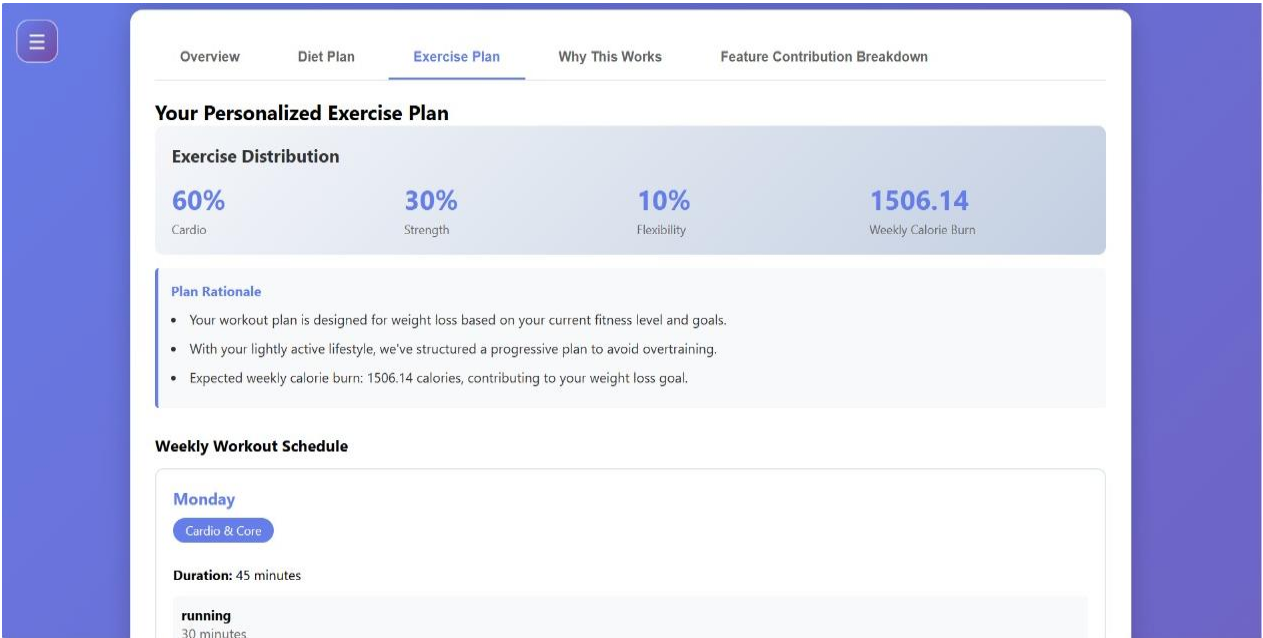 Overview Diet Plan Exercise Plan Why This Works Feature Contribution Breakdown
Your Personalized Exercise Plan
Exercise Distribution
60% 30% 10% 1506.14
Cardio Strength Flexibility Weekly Calorie Burn
Plan Rationale
• Your workout plan is designed for weight loss based on your current fitness level and goals.
• With your lightly active lifestyle, we've structured a progressive plan to avoid overtraining.
• Expected weekly calorie burn: 1506.14 calories, contributing to your weight loss goal.
Weekly Workout Schedule
Monday
Cardio & Core
Duration: 45 minutes
running
30 minutes